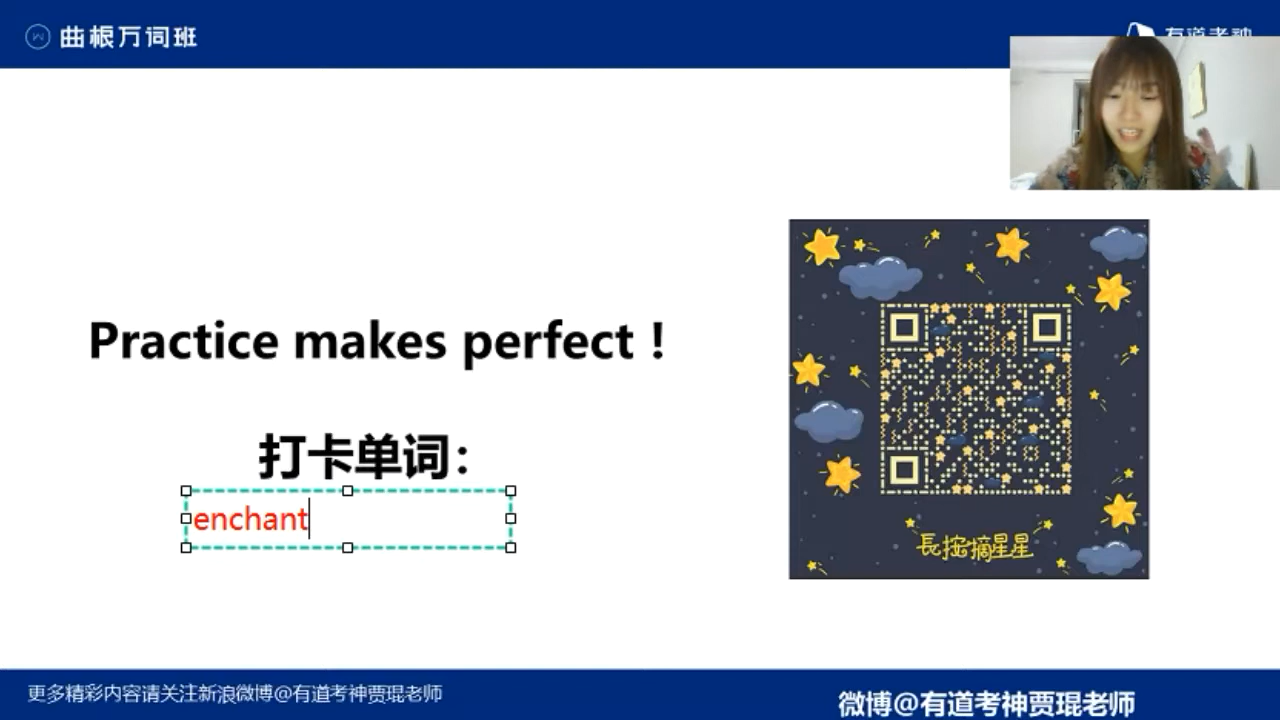 曲根万词班
有道考神
Practice makes perfect！
打卡单词：
enchant
長按摘星星
更多精彩内容请关注新浪微博@有道考神贾琨老师
微博@有道考神贾琨老师